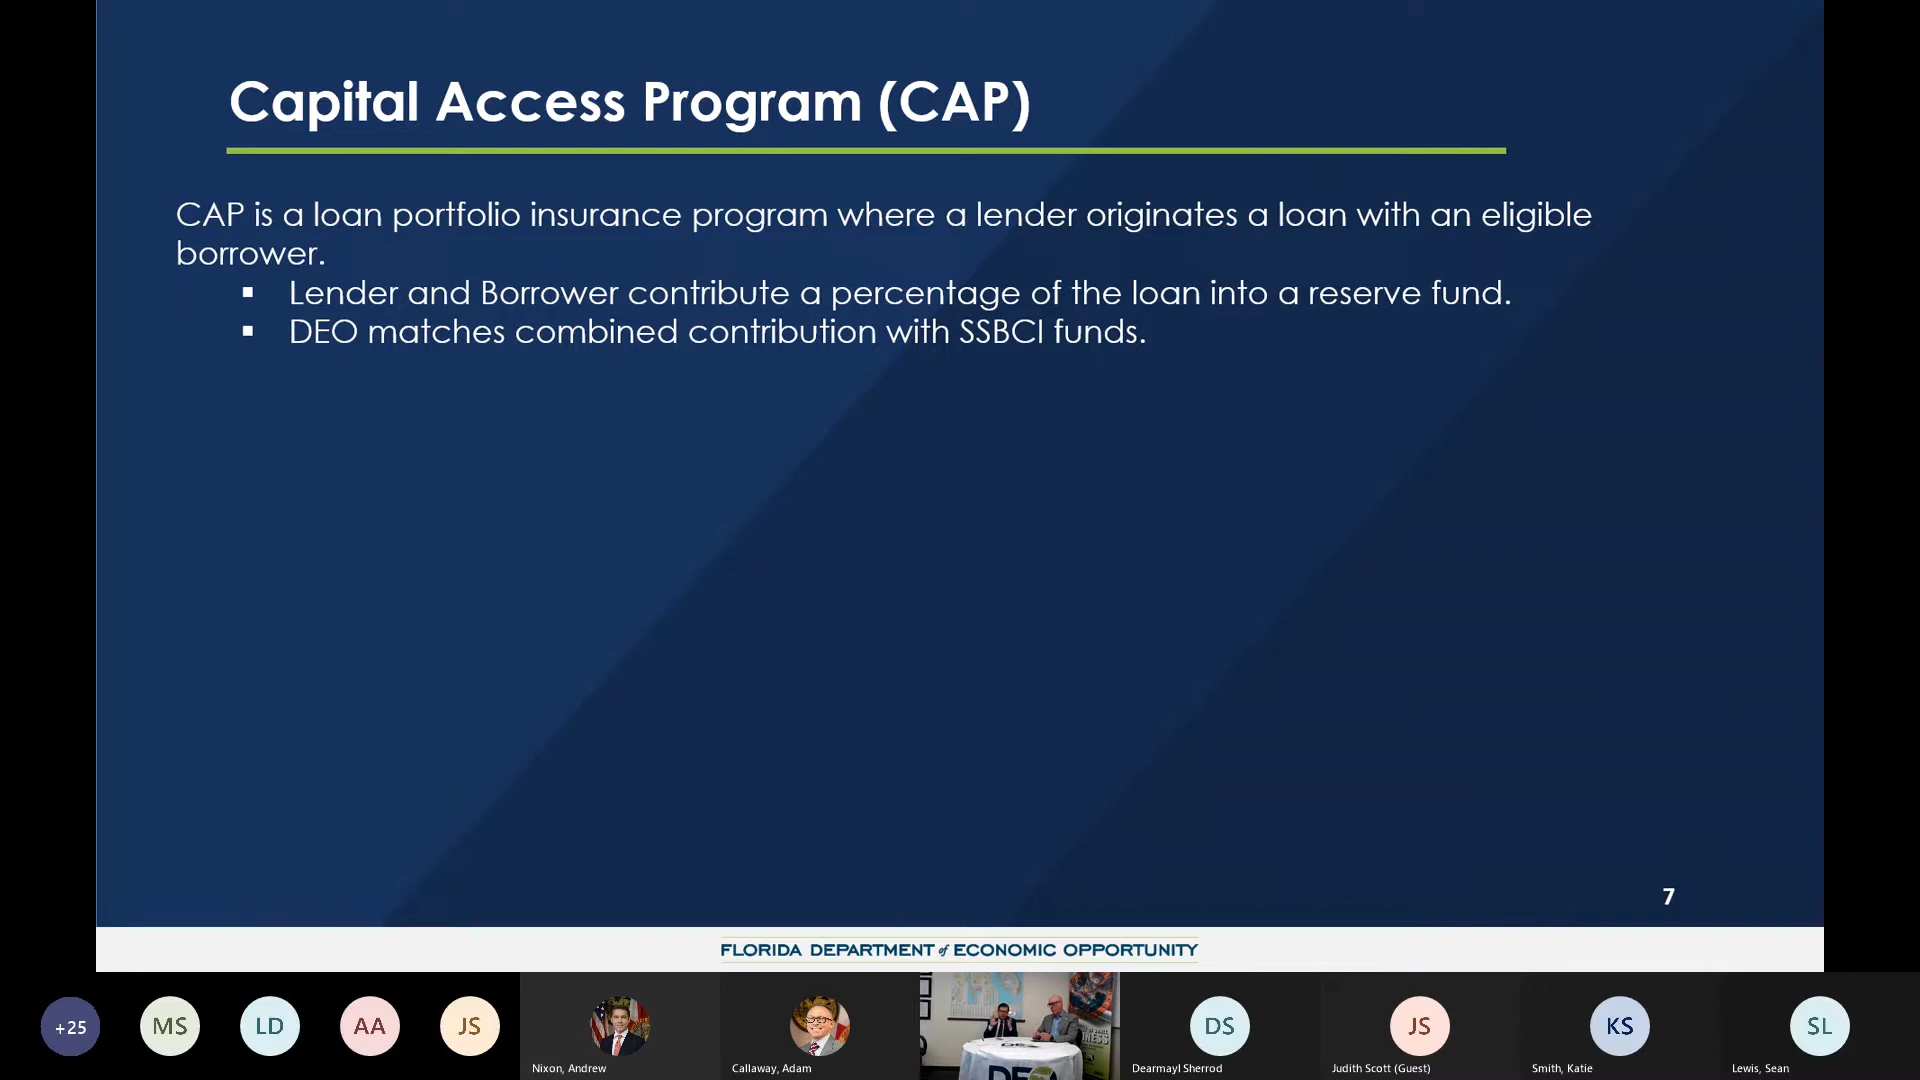 Capital Access Program (CAP)
CAP is a loan portfolio insurance program where a lender originates a loan with an eligible
borrower.
▪ Lender and Borrower contribute a percentage of the loan into a reserve fund.
▪ DEO matches combined contribution with SSBCI funds.
7
FLORIDA DEPARTMENT of ECONOMIC OPPORTUNITY
+25
MS
LD
AA
JS
Nixon, Andrew
Callaway, Adam
DEO
DS
Dearmayl Sherrod
JS
Judith Scott (Guest)
KS
Smith, Katie
SL
Lewis, Sean